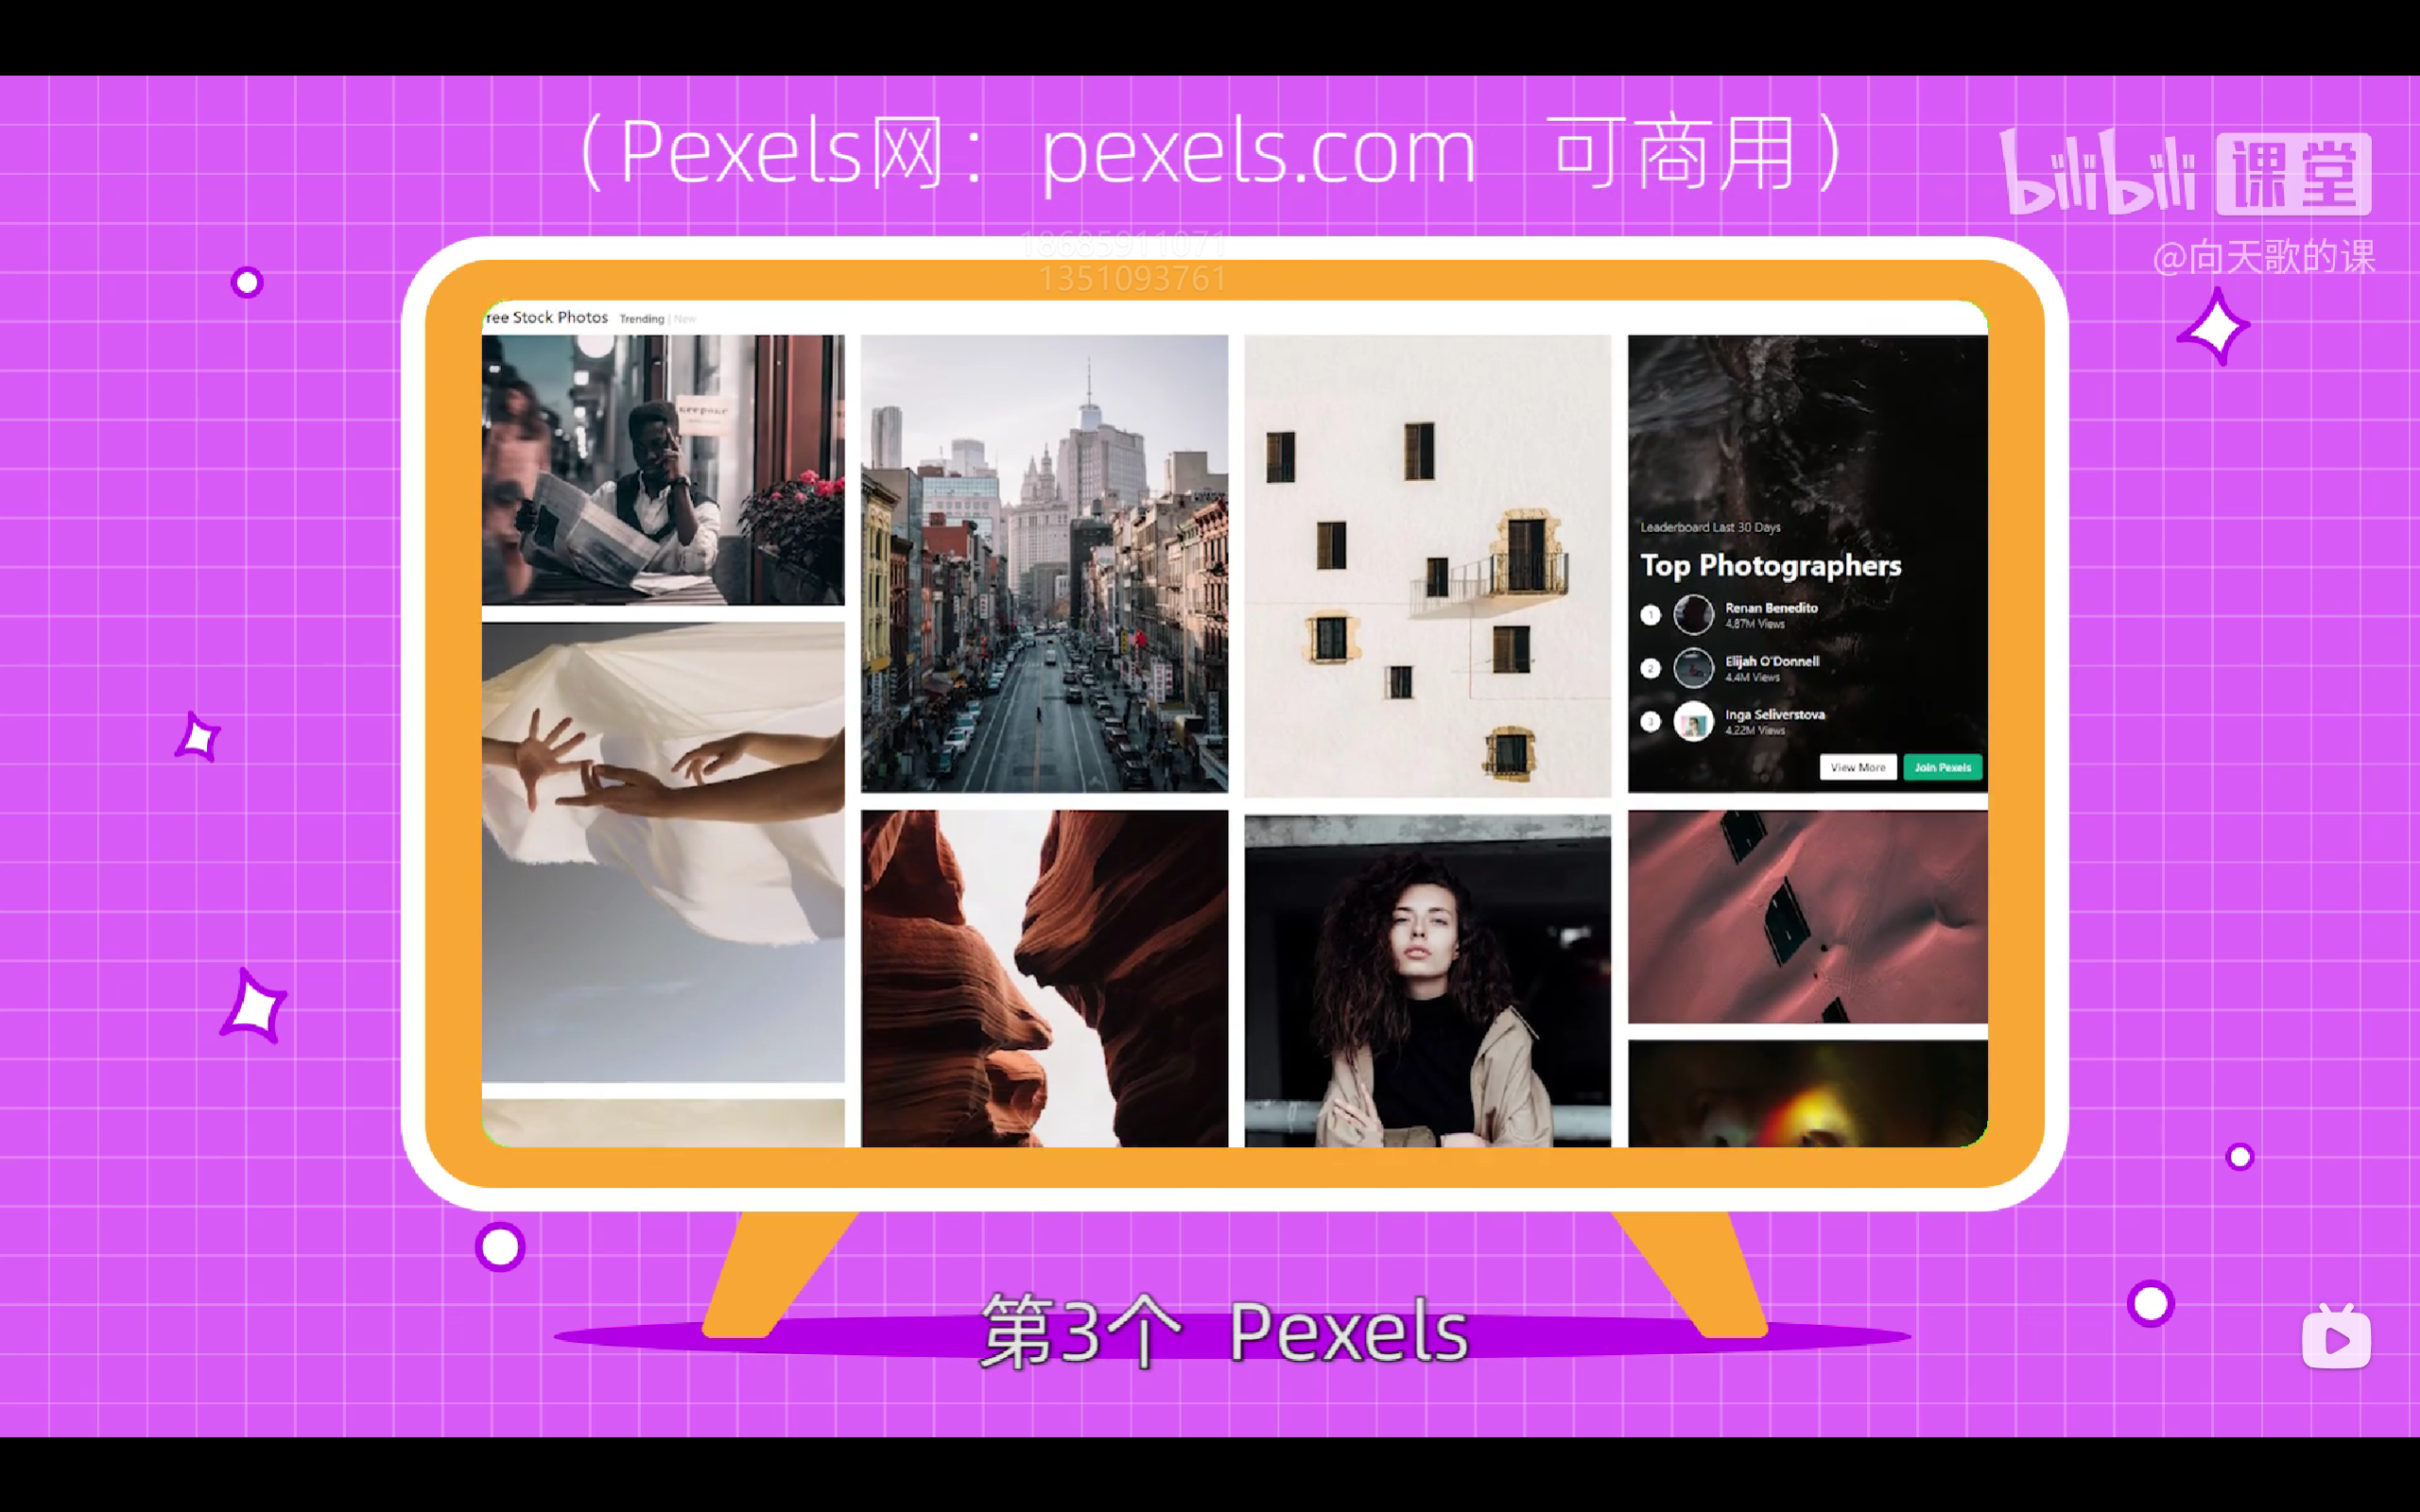 （Pexels网： pexels.com 可商用）
bilibili 课堂
@向天歌的课
18685911071
1351093761
ree Stock Photos Trending | New
Leaderboard Last 30 Days
Top Photographers
1 Renan Benedito
4.87M Views
2 Elijah O'Donnell
4.4M Views
3 Inga Seliverstova
4.22M Views
View More Join Pexels
第3个 Pexels